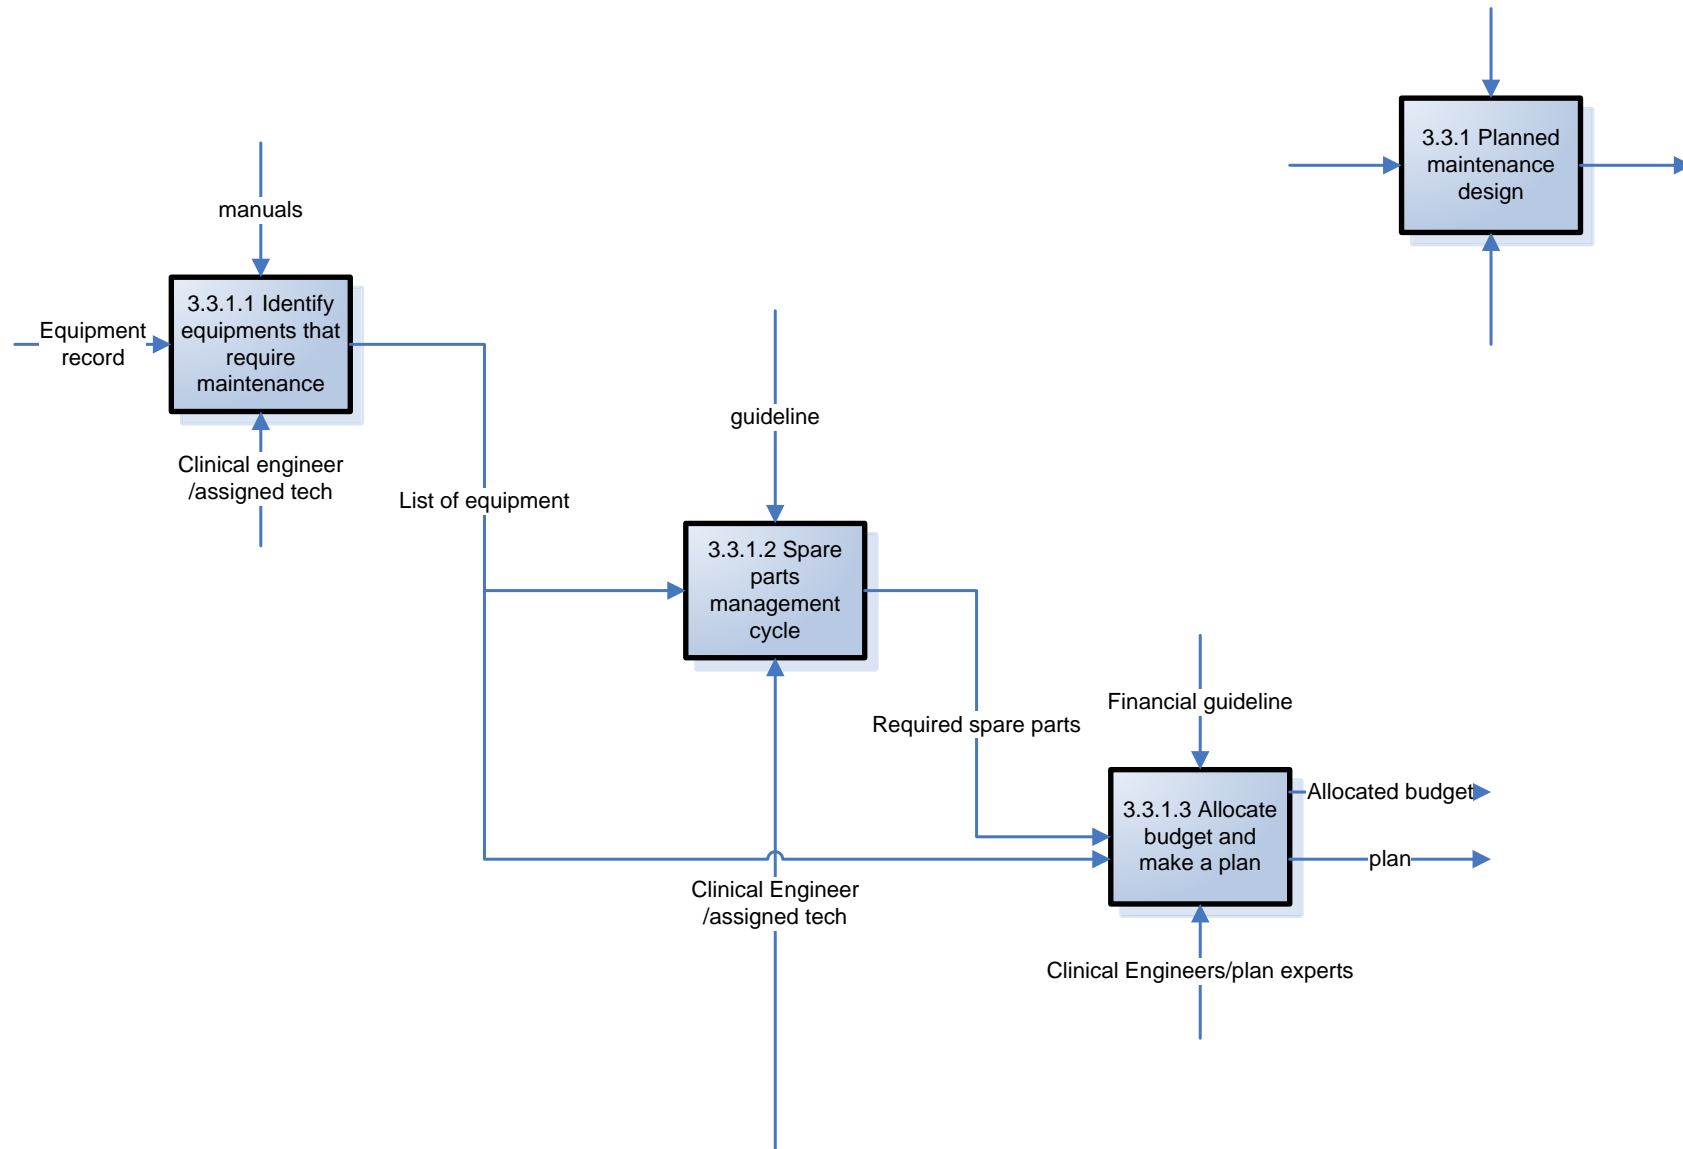 3.3.1 Planned
maintenance
design
manuals
3.3.1.1 Identify
equipments that
require
maintenance
Equipment
record
Clinical engineer
/assigned tech
List of equipment
guideline
3.3.1.2 Spare
parts
management
cycle
Required spare parts
Clinical Engineer
/assigned tech
Financial guideline
3.3.1.3 Allocate
budget and
make a plan
Allocated budget
plan
Clinical Engineers/plan experts